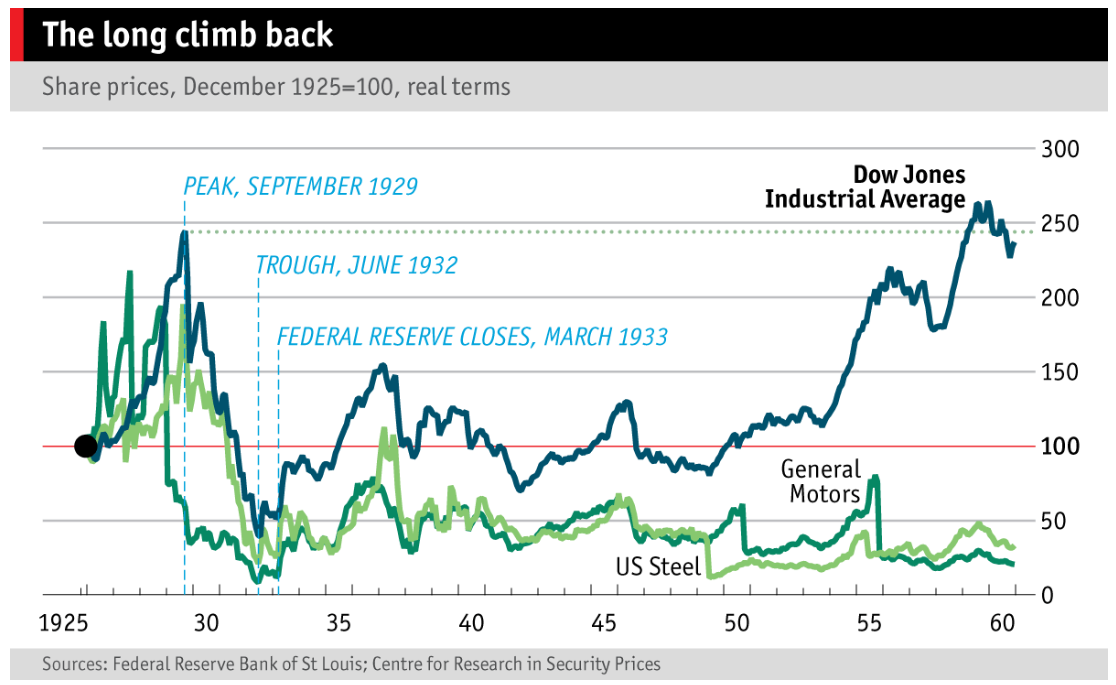 The long climb back
Share prices, December 1925=100, real terms
300
Dow Jones
Industrial Average
PEAK, SEPTEMBER 1929
250
TROUGH, JUNE 1932
200
FEDERAL RESERVE CLOSES, MARCH 1933
150
100
General
Motors
50
US Steel
0
1925 30 35 40 45 50 55 60
Sources: Federal Reserve Bank of St Louis; Centre for Research in Security Prices